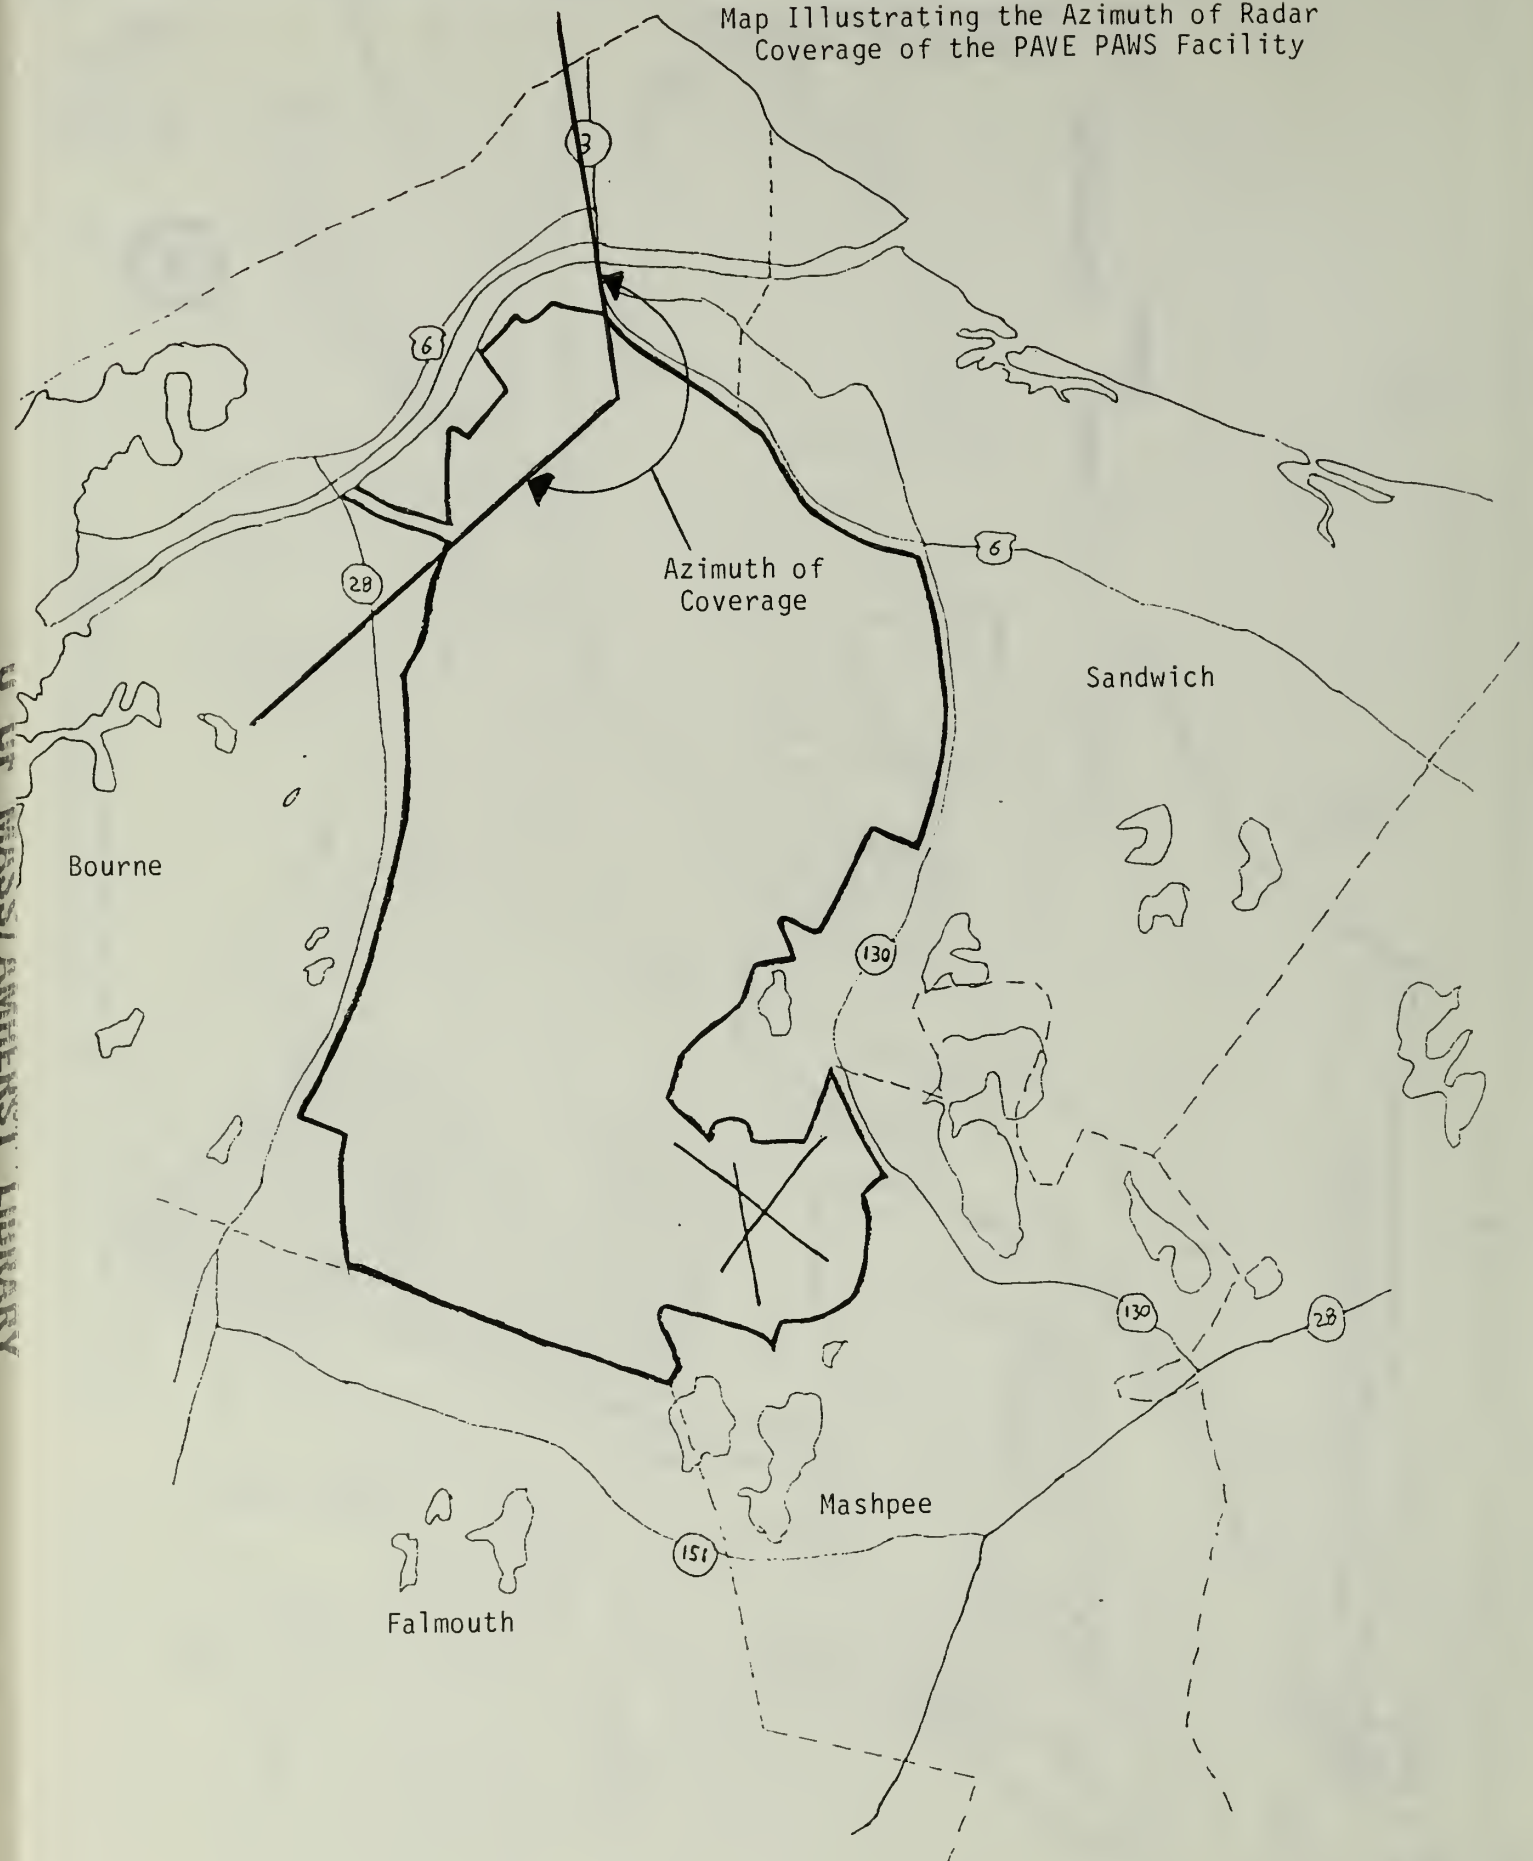 Map Illustrating the Azimuth of Radar
Coverage of the PAVE PAWS Facility
3
6
28
Azimuth of
Coverage
6
Sandwich
Bourne
130
130
28
Mashpee
151
Falmouth